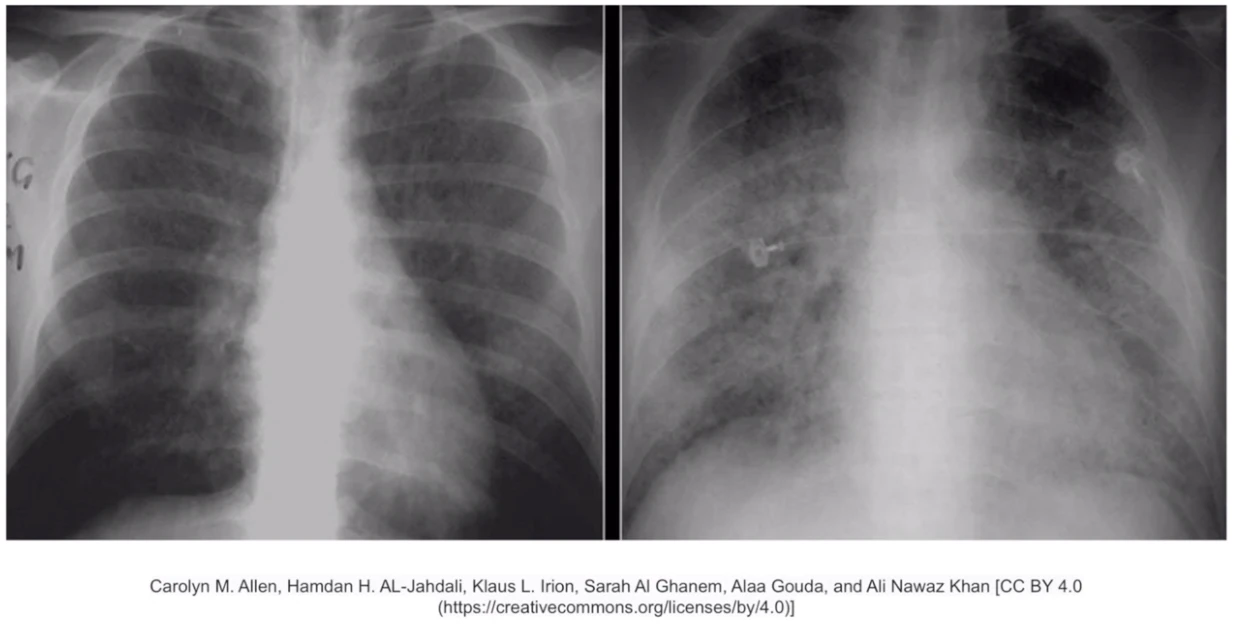 Carolyn M. Allen, Hamdan H. AL-Jahdali, Klaus L. Irion, Sarah Al Ghanem, Alaa Gouda, and Ali Nawaz Khan [CC BY 4.0
(https://creativecommons.org/licenses/by/4.0)]